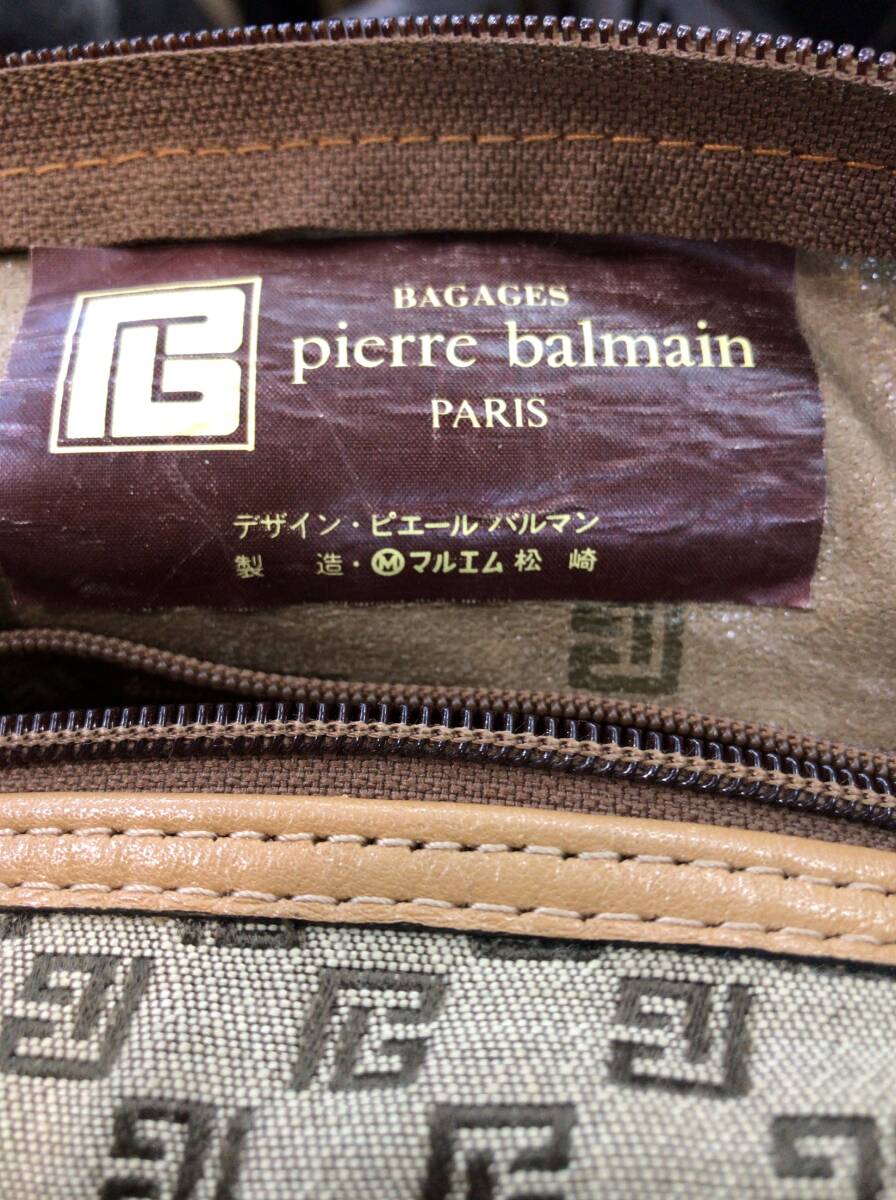 BAGAGES
pierre balmain
PARIS
デザイン・ピエール バルマン
製 造・Ⓜマルエム 松 崎